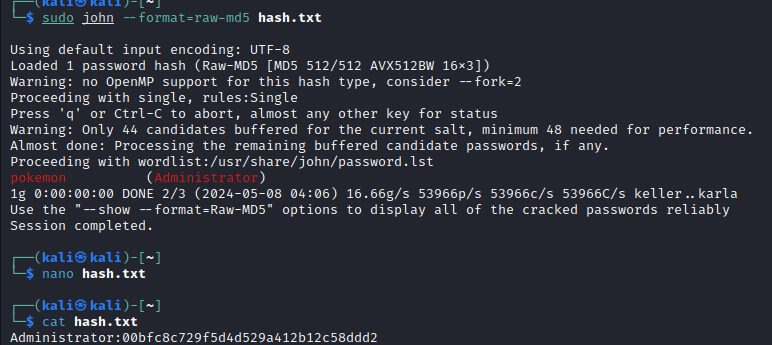 ┌──(kali㉿kali)-[~]
└─$ sudo john --format=raw-md5 hash.txt
Using default input encoding: UTF-8
Loaded 1 password hash (Raw-MD5 [MD5 512/512 AVX512BW 16×3])
Warning: no OpenMP support for this hash type, consider --fork=2
Proceeding with single, rules:Single
Press 'q' or Ctrl-C to abort, almost any other key for status
Warning: Only 44 candidates buffered for the current salt, minimum 48 needed for performance.
Almost done: Processing the remaining buffered candidate passwords, if any.
Proceeding with wordlist:/usr/share/john/password.lst
pokemon          (Administrator)
1g 0:00:00:00 DONE 2/3 (2024-05-08 04:06) 16.66g/s 53966p/s 53966c/s 53966C/s keller..karla
Use the "--show --format=Raw-MD5" options to display all of the cracked passwords reliably
Session completed.
┌──(kali㉿kali)-[~]
└─$ nano hash.txt
┌──(kali㉿kali)-[~]
└─$ cat hash.txt
Administrator:00bfc8c729f5d4d529a412b12c58ddd2